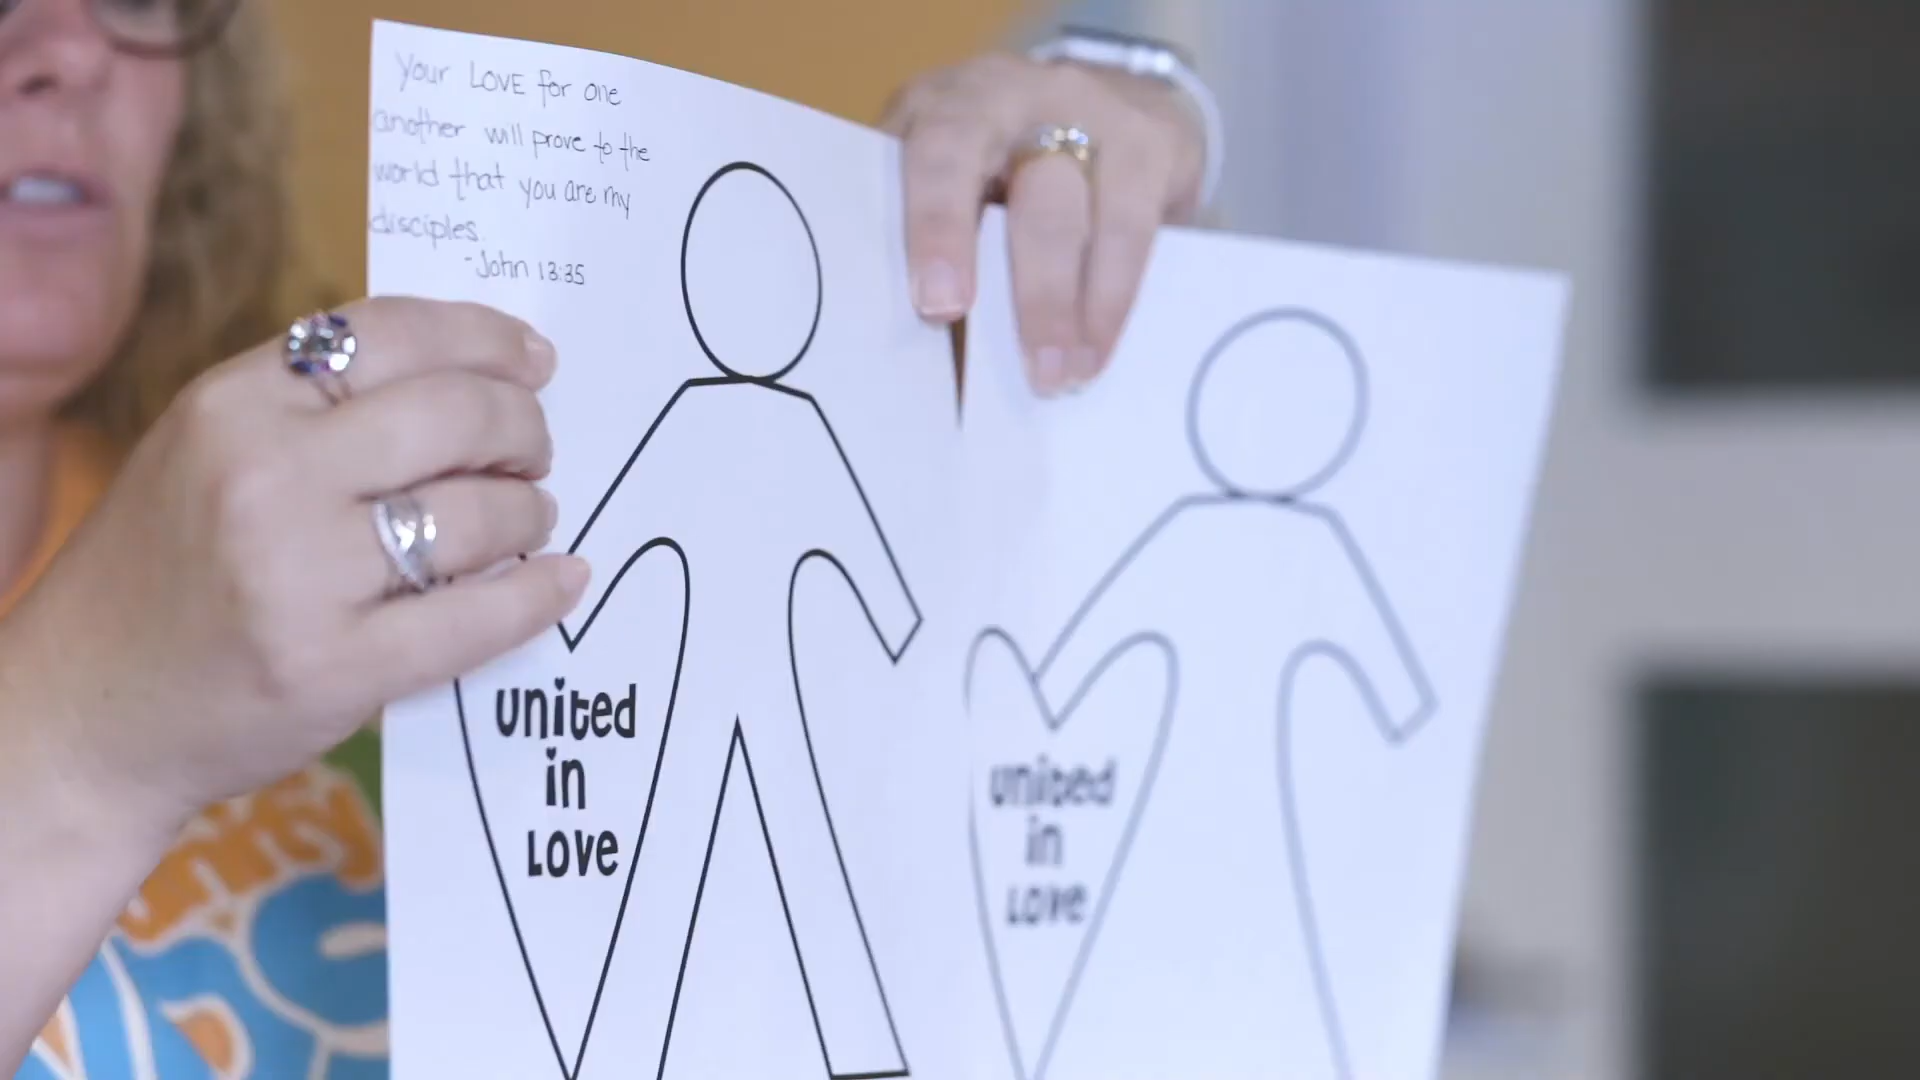 Your LOVE for one
another will prove to the
world that you are my
disciples.
-John 13:35
united
in
Love
united
in
Love